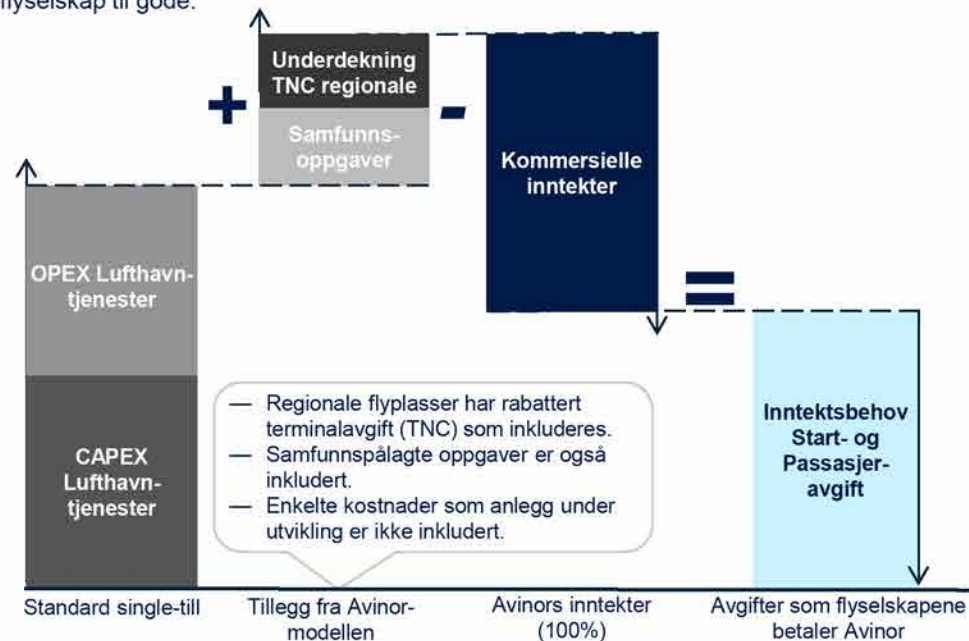 flyselskap til gode.
Underdekning
TNC regionale
+
-
Samfunns-
oppgaver
Kommersielle
inntekter
OPEX Lufthavn-
tjenester
=
CAPEX
Lufthavn-
tjenester
— Regionale flyplasser har rabattert
terminalavgift (TNC) som inkluderes.
— Samfunnspålagte oppgaver er også
inkludert.
— Enkelte kostnader som anlegg under
utvikling er ikke inkludert.
Inntektsbehov
Start- og
Passasjer-
avgift
Standard single-till
Tillegg fra Avinor-
modellen
Avinors inntekter
(100%)
Avgifter som flyselskapene
betaler Avinor